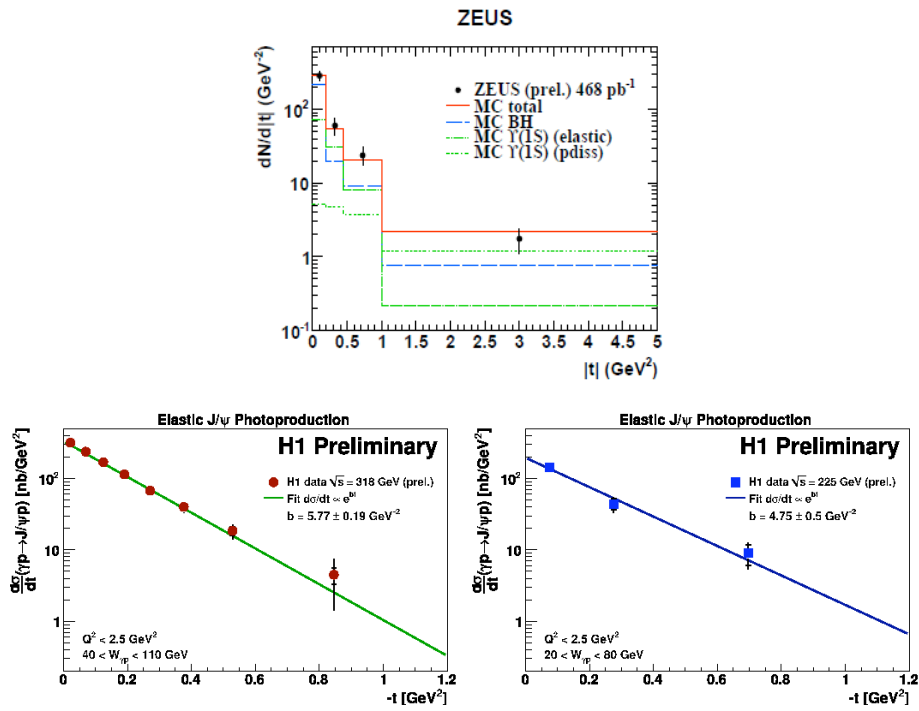 ZEUS
dN/d|t| (GeV⁻²)
10²
10
1
10⁻¹
ZEUS (prel.) 468 pb⁻¹
MC total
MC BH
MC ϒ(1S) (elastic)
MC ϒ(1S) (pdiss)
0 0.5 1 1.5 2 2.5 3 3.5 4 4.5 5
|t| (GeV²)
Elastic J/ψ Photoproduction
dσ/dt(γp→J/ψp) [nb/GeV²]
10²
10
1
H1 Preliminary
H1 data √s = 318 GeV (prel.)
Fit dσ/dt ∝ eᵇᵗ
b = 5.77 ± 0.19 GeV⁻²
Q² < 2.5 GeV²
40 < Wγp < 110 GeV
0 0.2 0.4 0.6 0.8 1 1.2
-t [GeV²]
Elastic J/ψ Photoproduction
dσ/dt(γp→J/ψp) [nb/GeV²]
10²
10
1
H1 Preliminary
H1 data √s = 225 GeV (prel.)
Fit dσ/dt ∝ eᵇᵗ
b = 4.75 ± 0.5 GeV⁻²
Q² < 2.5 GeV²
20 < Wγp < 80 GeV
0 0.2 0.4 0.6 0.8 1 1.2
-t [GeV²]